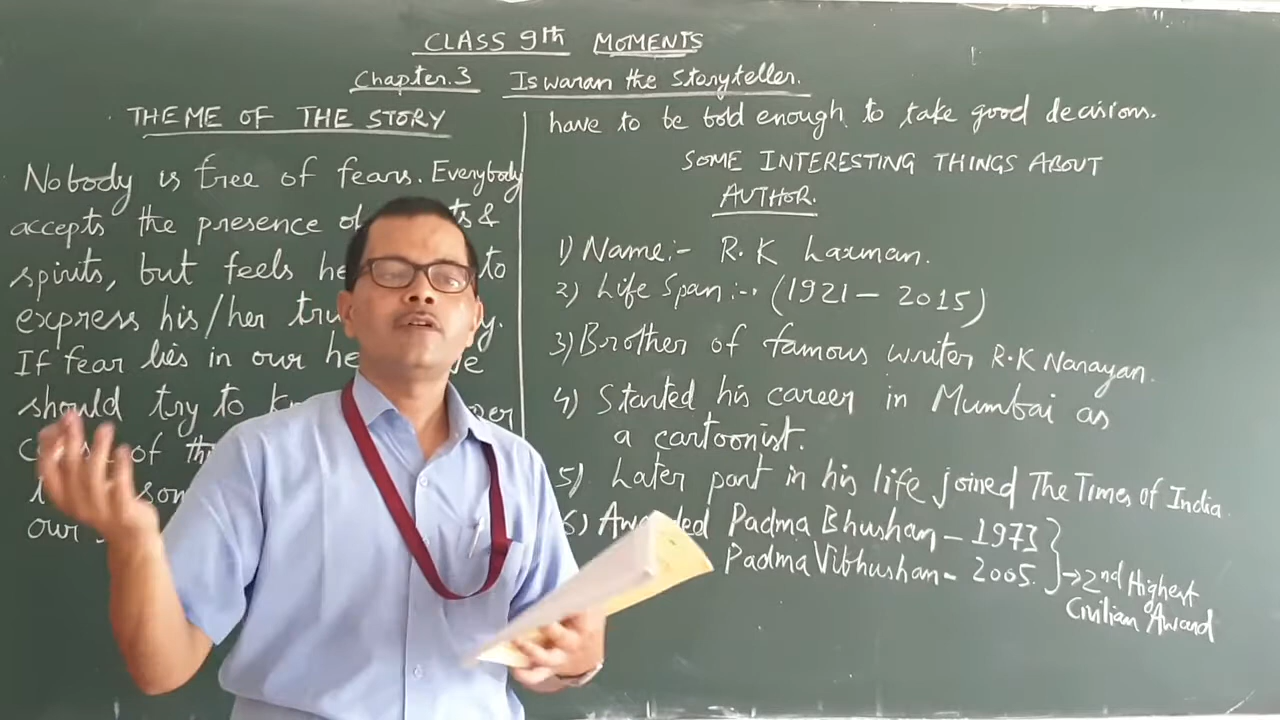 CLASS 9th MOMENTS
Chapter.3 Iswaran the Storyteller.
THEME OF THE STORY
Nobody is free of fears. Everybody
accepts the presence of &
spirits, but feels to
express his/her
If fear lies in our
should try to
of
our
have to be bold enough to take good decisions.
SOME INTERESTING THINGS ABOUT
AUTHOR.
1) Name:- R.K Laxman.
2) Life Span:- (1921 - 2015)
3) Brother of famous writer R.K Narayan.
4) Started his career in Mumbai as
a cartoonist.
5) Later part in his life joined The Times of India.
6) Padma Bhushan - 1973
Padma Vibhushan - 2005. → 2nd Highest
Civilian Award